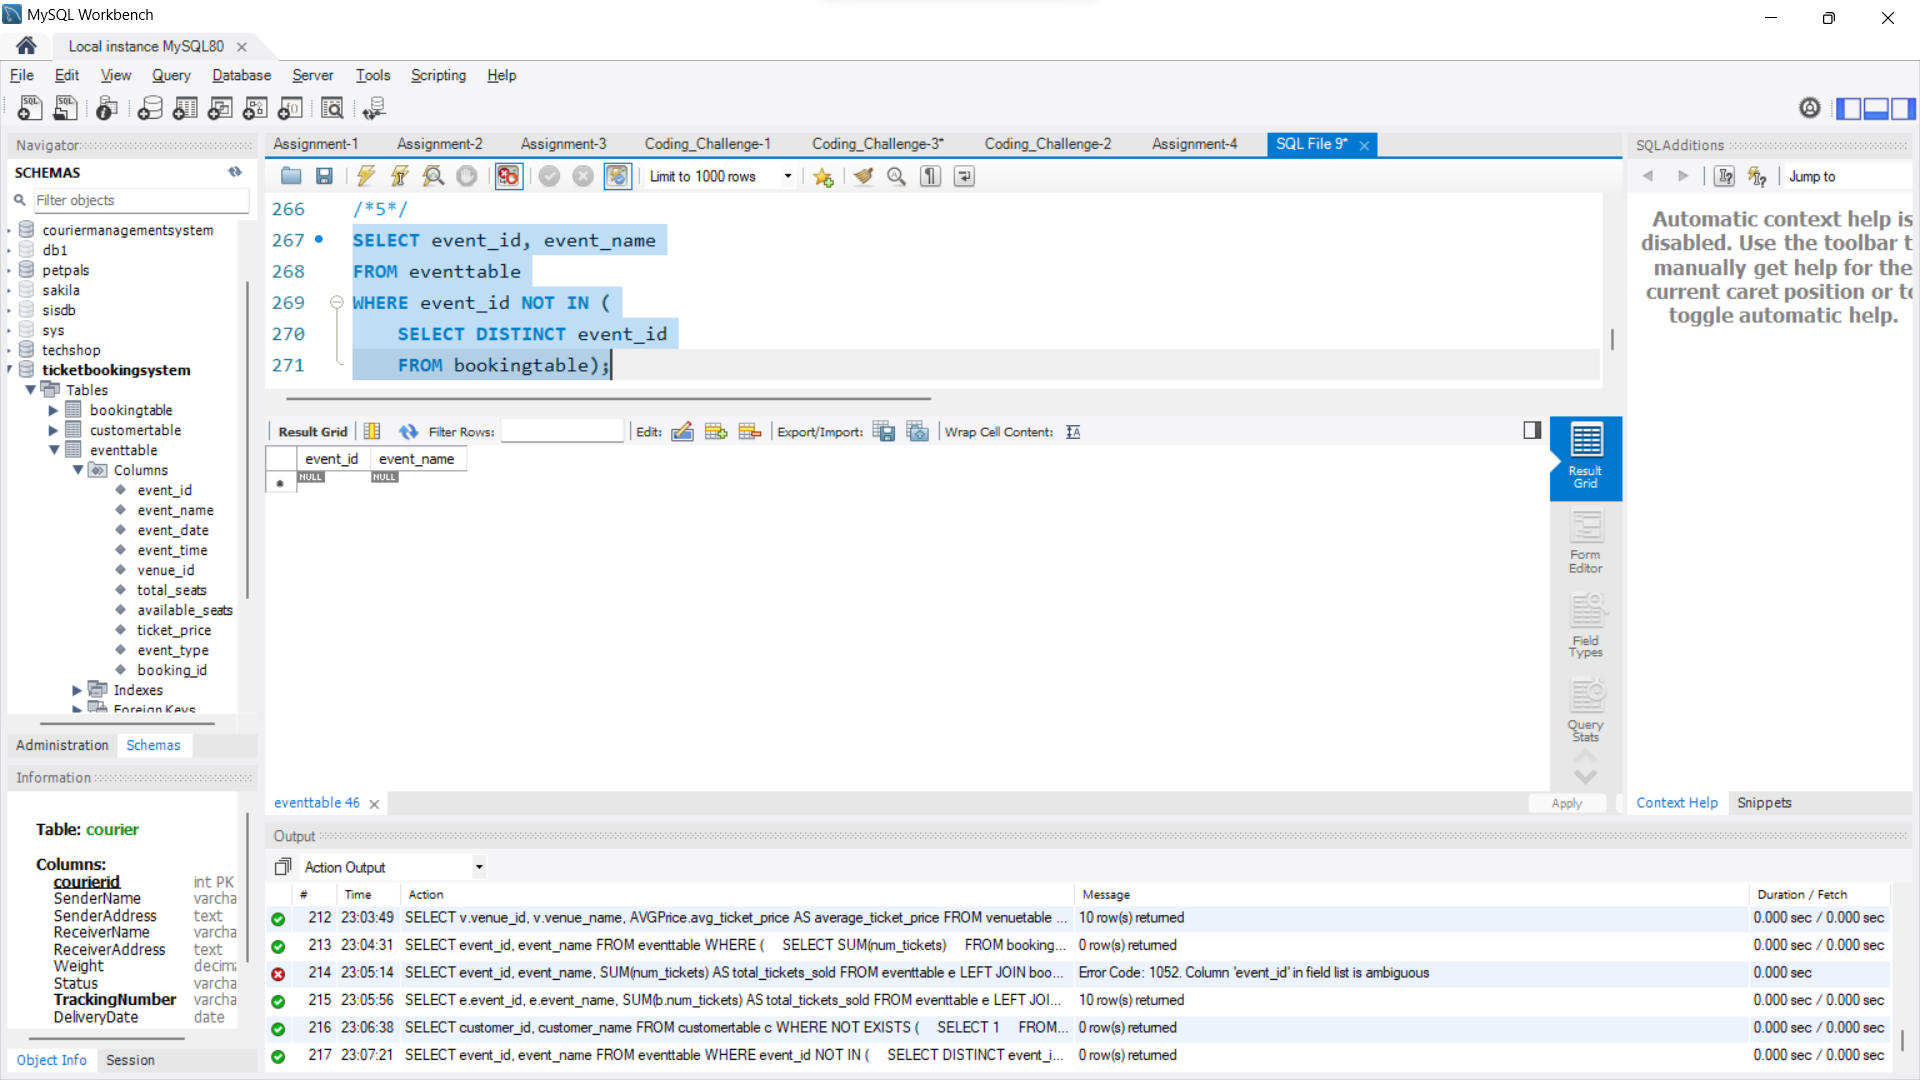 MySQL Workbench
Local instance MySQL80
File Edit View Query Database Server Tools Scripting Help
Navigator
SCHEMAS
Filter objects
couriermanagementsystem
db1
petpals
sakila
sisdb
sys
techshop
ticketbookingsystem
Tables
bookingtable
customertable
eventtable
Columns
event_id
event_name
event_date
event_time
venue_id
total_seats
available_seats
ticket_price
event_type
booking_id
Indexes
Foreign Keys
Administration Schemas
Information
Table: courier
Columns:
courierid int PK
SenderName varcha
SenderAddress text
ReceiverName varcha
ReceiverAddress text
Weight decim
Status varcha
TrackingNumber varcha
DeliveryDate date
Object Info Session
Assignment-1 Assignment-2 Assignment-3 Coding_Challenge-1 Coding_Challenge-3* Coding_Challenge-2 Assignment-4 SQL File 9*
Limit to 1000 rows
266 /*5*/
267 SELECT event_id, event_name
268 FROM eventtable
269 WHERE event_id NOT IN (
270 SELECT DISTINCT event_id
271 FROM bookingtable);
Result Grid Filter Rows: Edit: Export/Import: Wrap Cell Content:
event_id event_name
NULL NULL
Result Grid
Form Editor
Field Types
Query Stats
eventtable 46
Apply
Output
Action Output
# Time Action Message Duration / Fetch
212 23:03:49 SELECT v.venue_id, v.venue_name, AVGPrice.avg_ticket_price AS average_ticket_price FROM venuetable ... 10 row(s) returned 0.000 sec / 0.000 sec
213 23:04:31 SELECT event_id, event_name FROM eventtable WHERE ( SELECT SUM(num_tickets) FROM booking... 0 row(s) returned 0.000 sec / 0.000 sec
214 23:05:14 SELECT event_id, event_name, SUM(num_tickets) AS total_tickets_sold FROM eventtable e LEFT JOIN boo... Error Code: 1052. Column 'event_id' in field list is ambiguous 0.000 sec
215 23:05:56 SELECT e.event_id, e.event_name, SUM(b.num_tickets) AS total_tickets_sold FROM eventtable e LEFT JOI... 10 row(s) returned 0.000 sec / 0.000 sec
216 23:06:38 SELECT customer_id, customer_name FROM customertable c WHERE NOT EXISTS ( SELECT 1 FROM... 0 row(s) returned 0.000 sec / 0.000 sec
217 23:07:21 SELECT event_id, event_name FROM eventtable WHERE event_id NOT IN ( SELECT DISTINCT event_i... 0 row(s) returned 0.000 sec / 0.000 sec
SQLAdditions
Jump to
Automatic context help is
disabled. Use the toolbar t
manually get help for the
current caret position or to
toggle automatic help.
Context Help Snippets